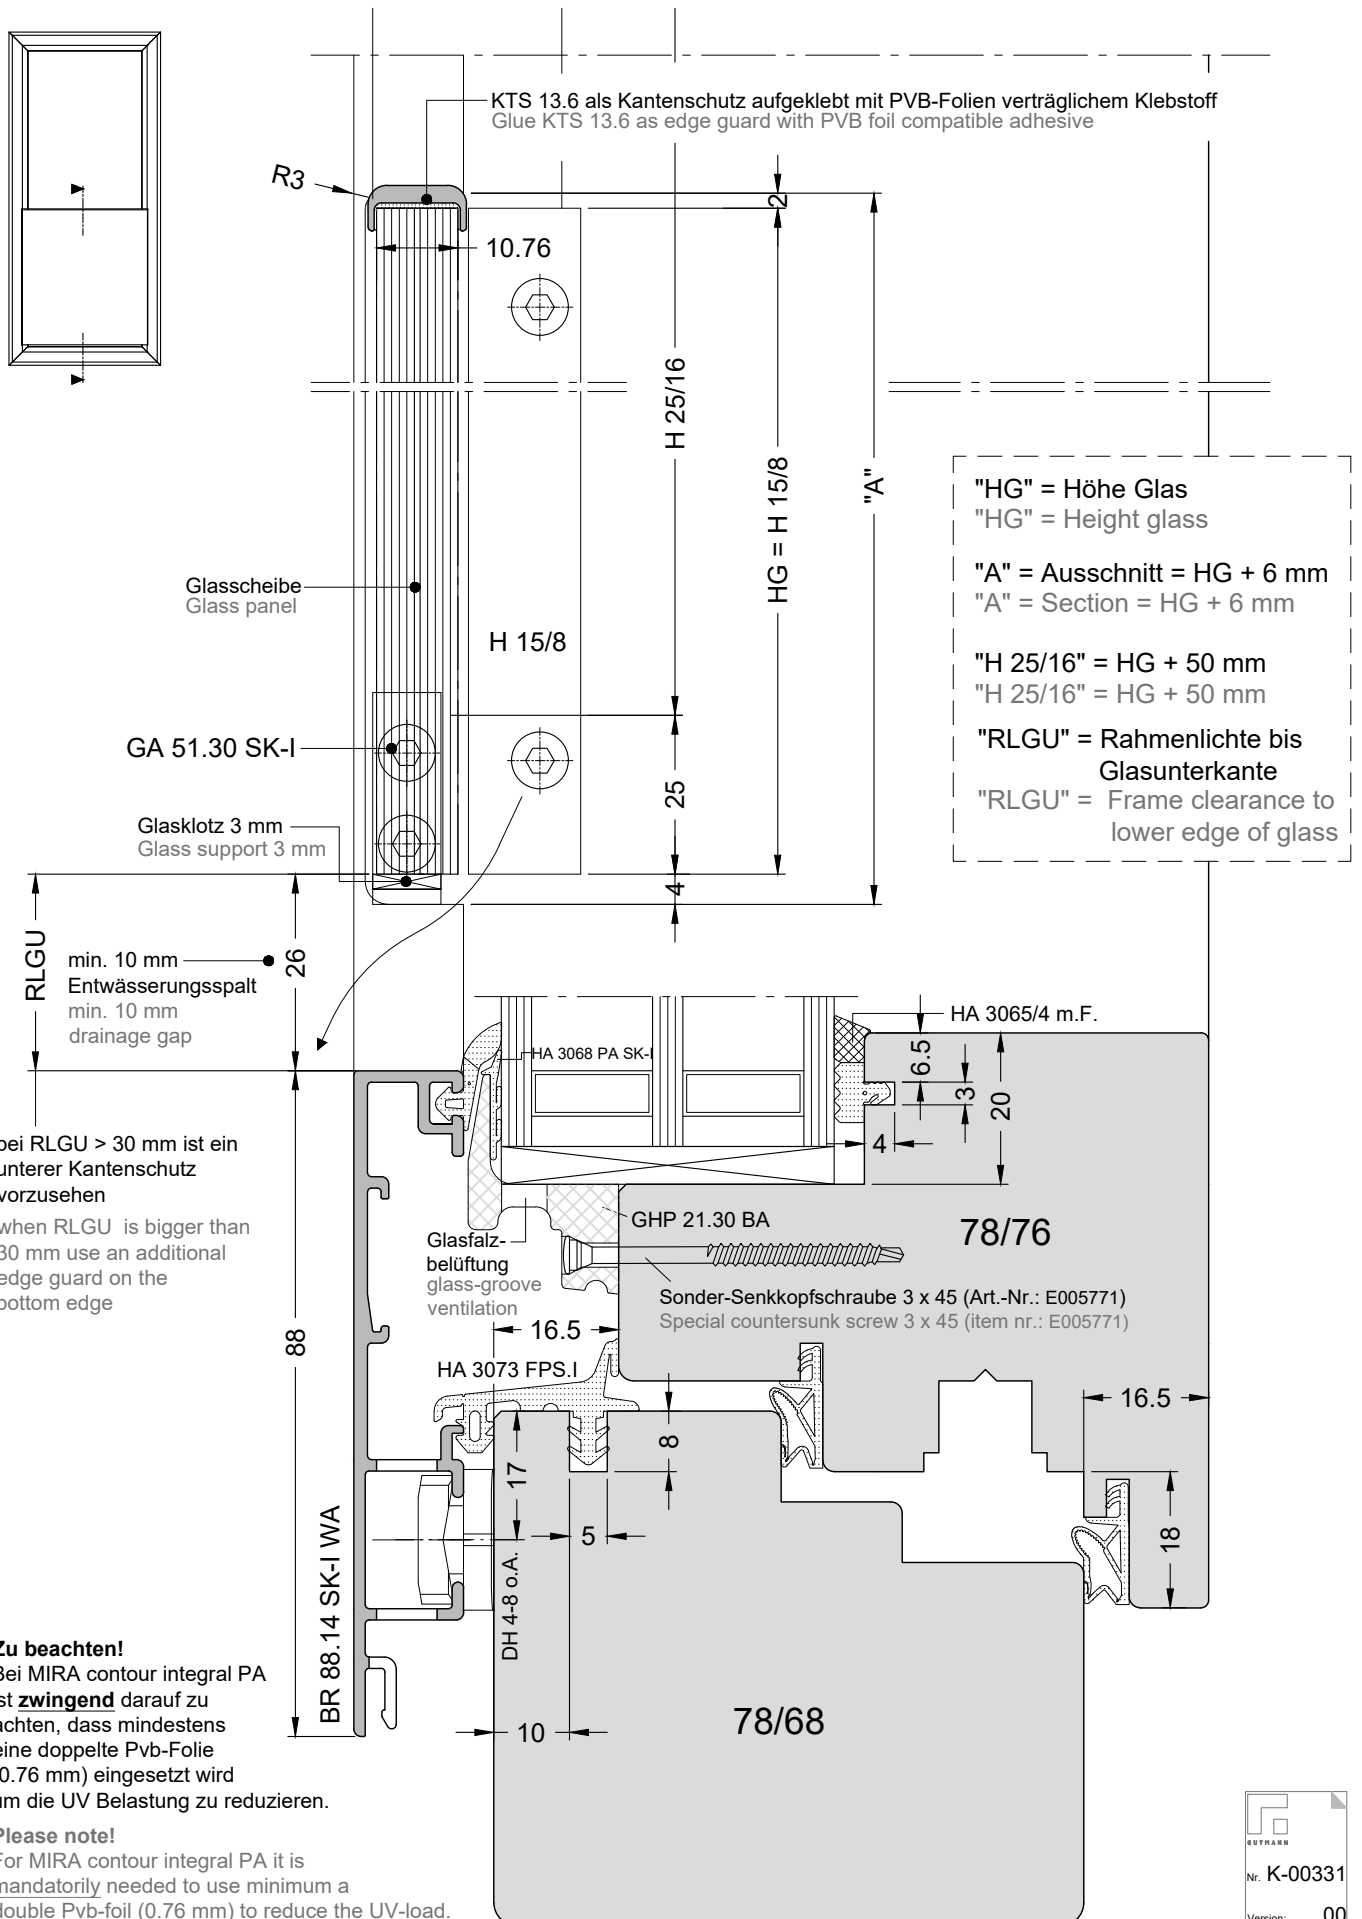 KTS 13.6 als Kantenschutz aufgeklebt mit PVB-Folien verträglichem Klebstoff
Glue KTS 13.6 as edge guard with PVB foil compatible adhesive
R3
2
10.76
H 25/16
HG = H 15/8
"A"
"HG" = Höhe Glas
"HG" = Height glass
"A" = Ausschnitt = HG + 6 mm
"A" = Section = HG + 6 mm
"H 25/16" = HG + 50 mm
"H 25/16" = HG + 50 mm
"RLGU" = Rahmenlichte bis
Glasunterkante
"RLGU" = Frame clearance to
lower edge of glass
Glasscheibe
Glass panel
H 15/8
GA 51.30 SK-I
25
Glasklotz 3 mm
Glass support 3 mm
4
RLGU
26
min. 10 mm
Entwässerungsspalt
min. 10 mm
drainage gap
HA 3065/4 m.F.
HA 3068 PA SK-I
6.5
3
20
4
bei RLGU > 30 mm ist ein
unterer Kantenschutz
vorzusehen
when RLGU is bigger than
30 mm use an additional
edge guard on the
bottom edge
GHP 21.30 BA
78/76
Glasfalz-
belüftung
glass-groove
ventilation
Sonder-Senkkopfschraube 3 x 45 (Art.-Nr.: E005771)
Special countersunk screw 3 x 45 (item nr.: E005771)
88
16.5
HA 3073 FPS.I
16.5
8
17
5
18
DH 4-8 o.A.
BR 88.14 SK-I WA
10
78/68
Zu beachten!
Bei MIRA contour integral PA
ist zwingend darauf zu
achten, dass mindestens
eine doppelte Pvb-Folie
(0.76 mm) eingesetzt wird
um die UV Belastung zu reduzieren.
Please note!
For MIRA contour integral PA it is
mandatorily needed to use minimum a
double Pvb-foil (0.76 mm) to reduce the UV-load.
GUTMANN
Nr. K-00331
Version: 00